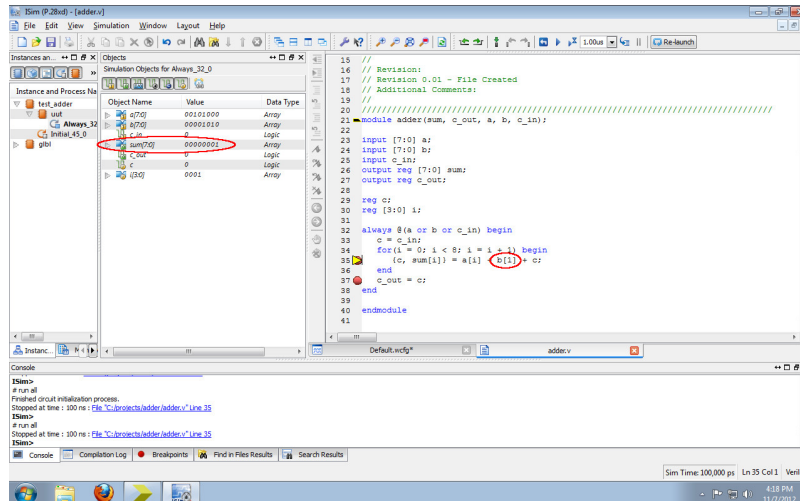 ISim (P.28xd) - [adder.v]
File Edit View Simulation Window Layout Help
1.00us Re-launch
Instances an...
Objects
Simulation Objects for Always_32_0
Instance and Process Na
test_adder
uut
Always_32
Initial_45_0
glbl
Object Name Value Data Type
a[7:0] 00101000 Array
b[7:0] 00001010 Array
c_in 0 Logic
sum[7:0] 00000001 Array
c_out 0 Logic
c 0 Logic
i[3:0] 0001 Array
15 //
16 // Revision:
17 // Revision 0.01 - File Created
18 // Additional Comments:
19 //
20 ////////////////////////////////////////////////////////////////////////////////
21 module adder(sum, c_out, a, b, c_in);
22
23 input [7:0] a;
24 input [7:0] b;
25 input c_in;
26 output reg [7:0] sum;
27 output reg c_out;
28
29 reg c;
30 reg [3:0] i;
31
32 always @(a or b or c_in) begin
33 c = c_in;
34 for(i = 0; i < 8; i = i + 1) begin
35 {c, sum[i]} = a[i] + b[1] + c;
36 end
37 c_out = c;
38 end
39
40 endmodule
41
Instanc...
Default.wcfg*
adder.v
Console
ISim>
# run all
Finished circuit initialization process.
Stopped at time : 100 ns : File "C:/projects/adder/adder.v" Line 35
ISim>
# run all
Stopped at time : 100 ns : File "C:/projects/adder/adder.v" Line 35
ISim>
Console Compilation Log Breakpoints Find in Files Results Search Results
Sim Time: 100,000 ps Ln 35 Col 1 Veril
4:18 PM
11/7/2012